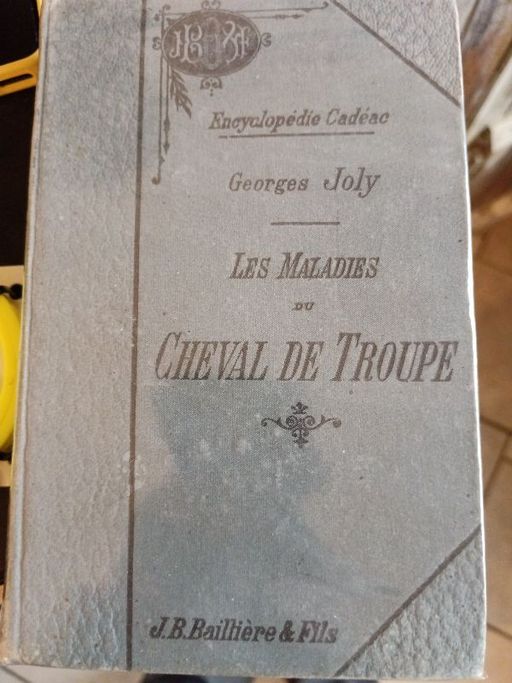 Encyclopédie Cadéac
Georges Joly
LES MALADIES
DU
CHEVAL DE TROUPE
J.B. Baillière & Fils